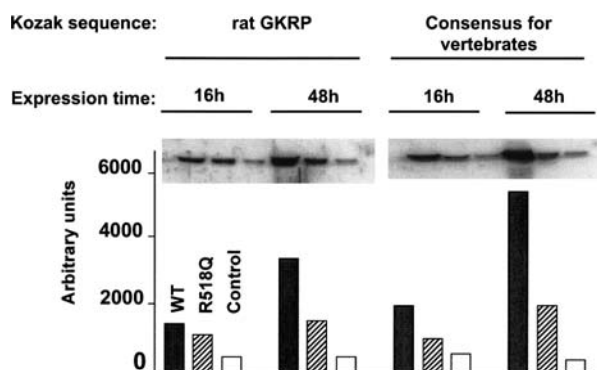 Kozak sequence: rat GKRP Consensus for
vertebrates
Expression time: 16h 48h 16h 48h
6000
4000
2000
0
Arbitrary units
WT
R518Q
Control